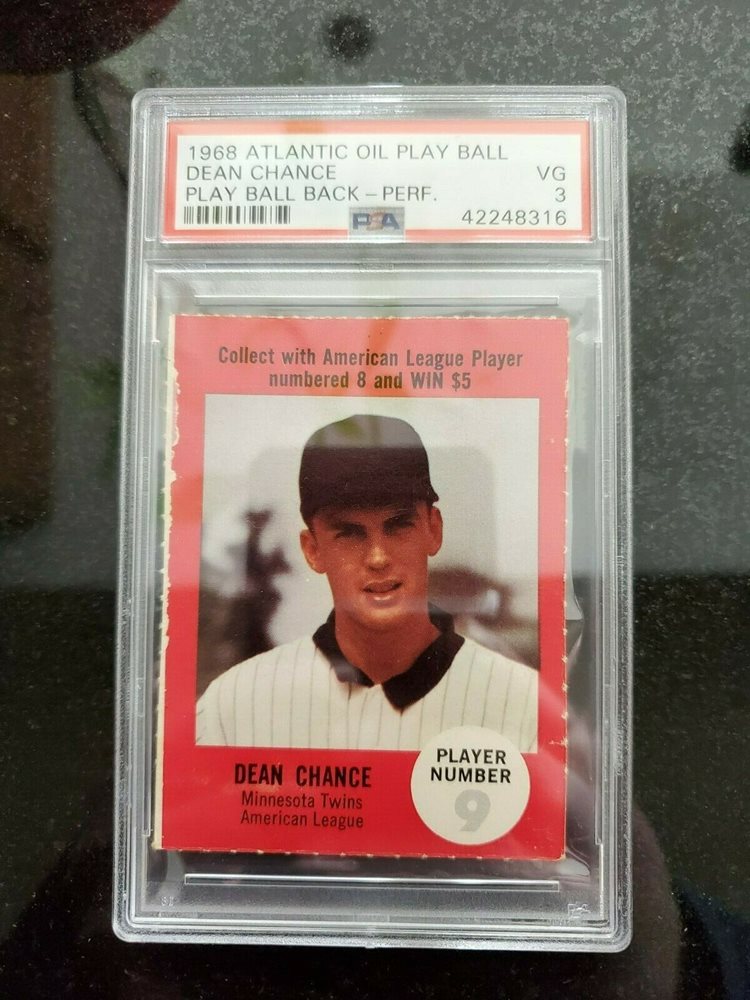 1968 ATLANTIC OIL PLAY BALL
DEAN CHANCE VG
PLAY BALL BACK – PERF. 3
PSA 42248316
Collect with American League Player
numbered 8 and WIN $5
PLAYER
NUMBER
9
DEAN CHANCE
Minnesota Twins
American League